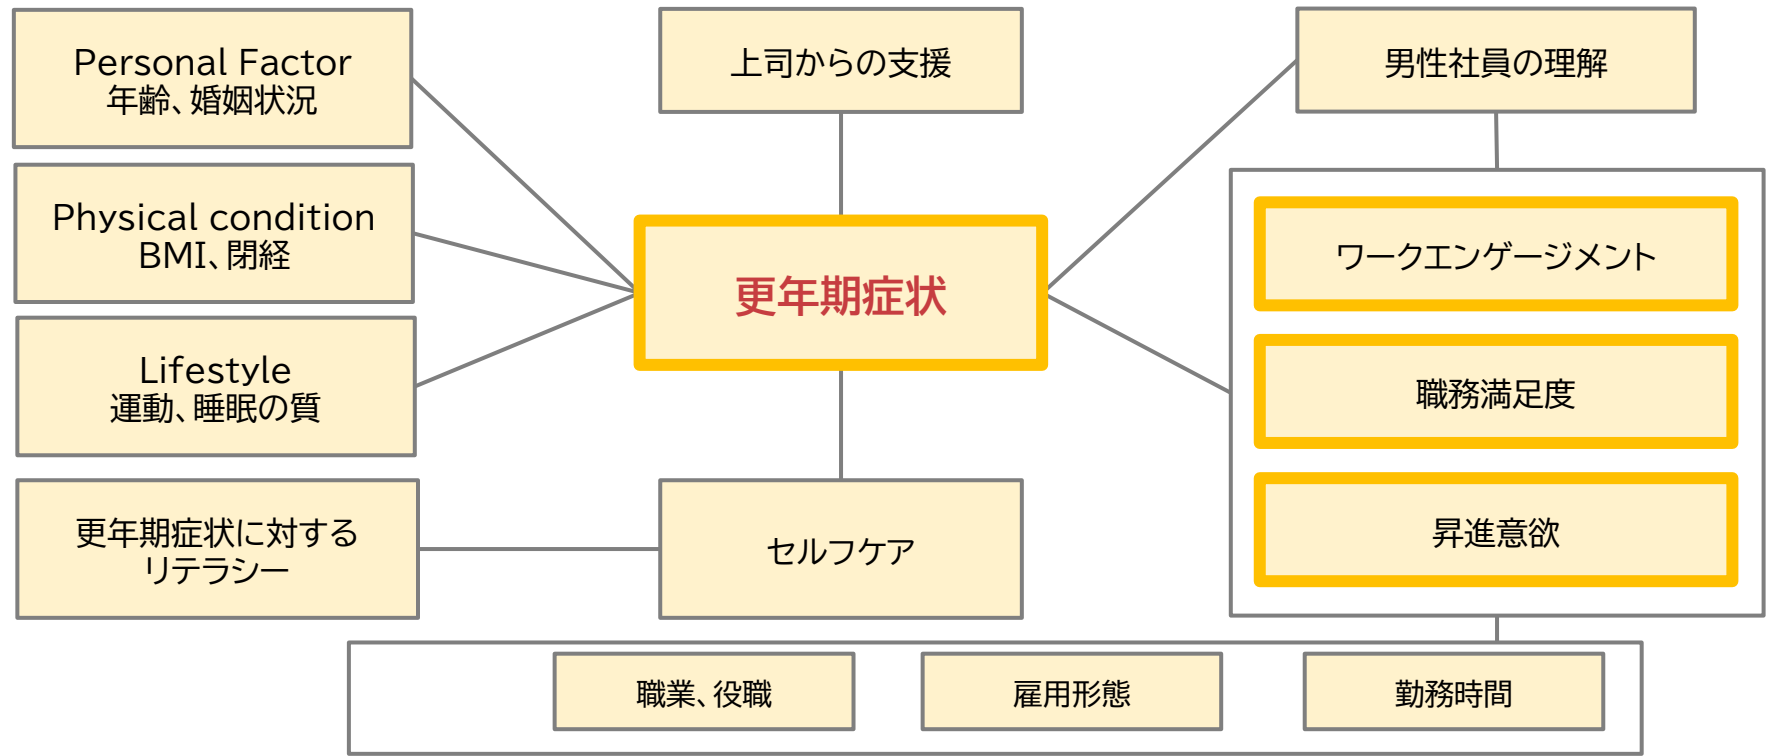 Personal Factor
年齢、婚姻状況
上司からの支援
男性社員の理解
Physical condition
BMI、閉経
更年期症状
ワークエンゲージメント
Lifestyle
運動、睡眠の質
職務満足度
更年期症状に対する
リテラシー
セルフケア
昇進意欲
職業、役職
雇用形態
勤務時間